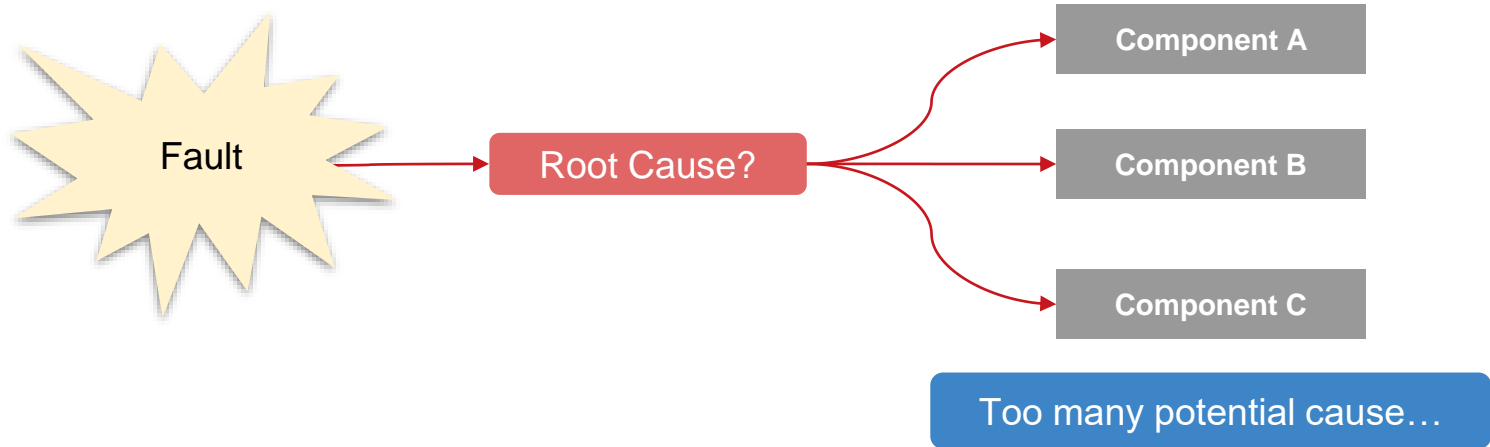 Fault
Root Cause?
Component A
Component B
Component C
Too many potential cause…